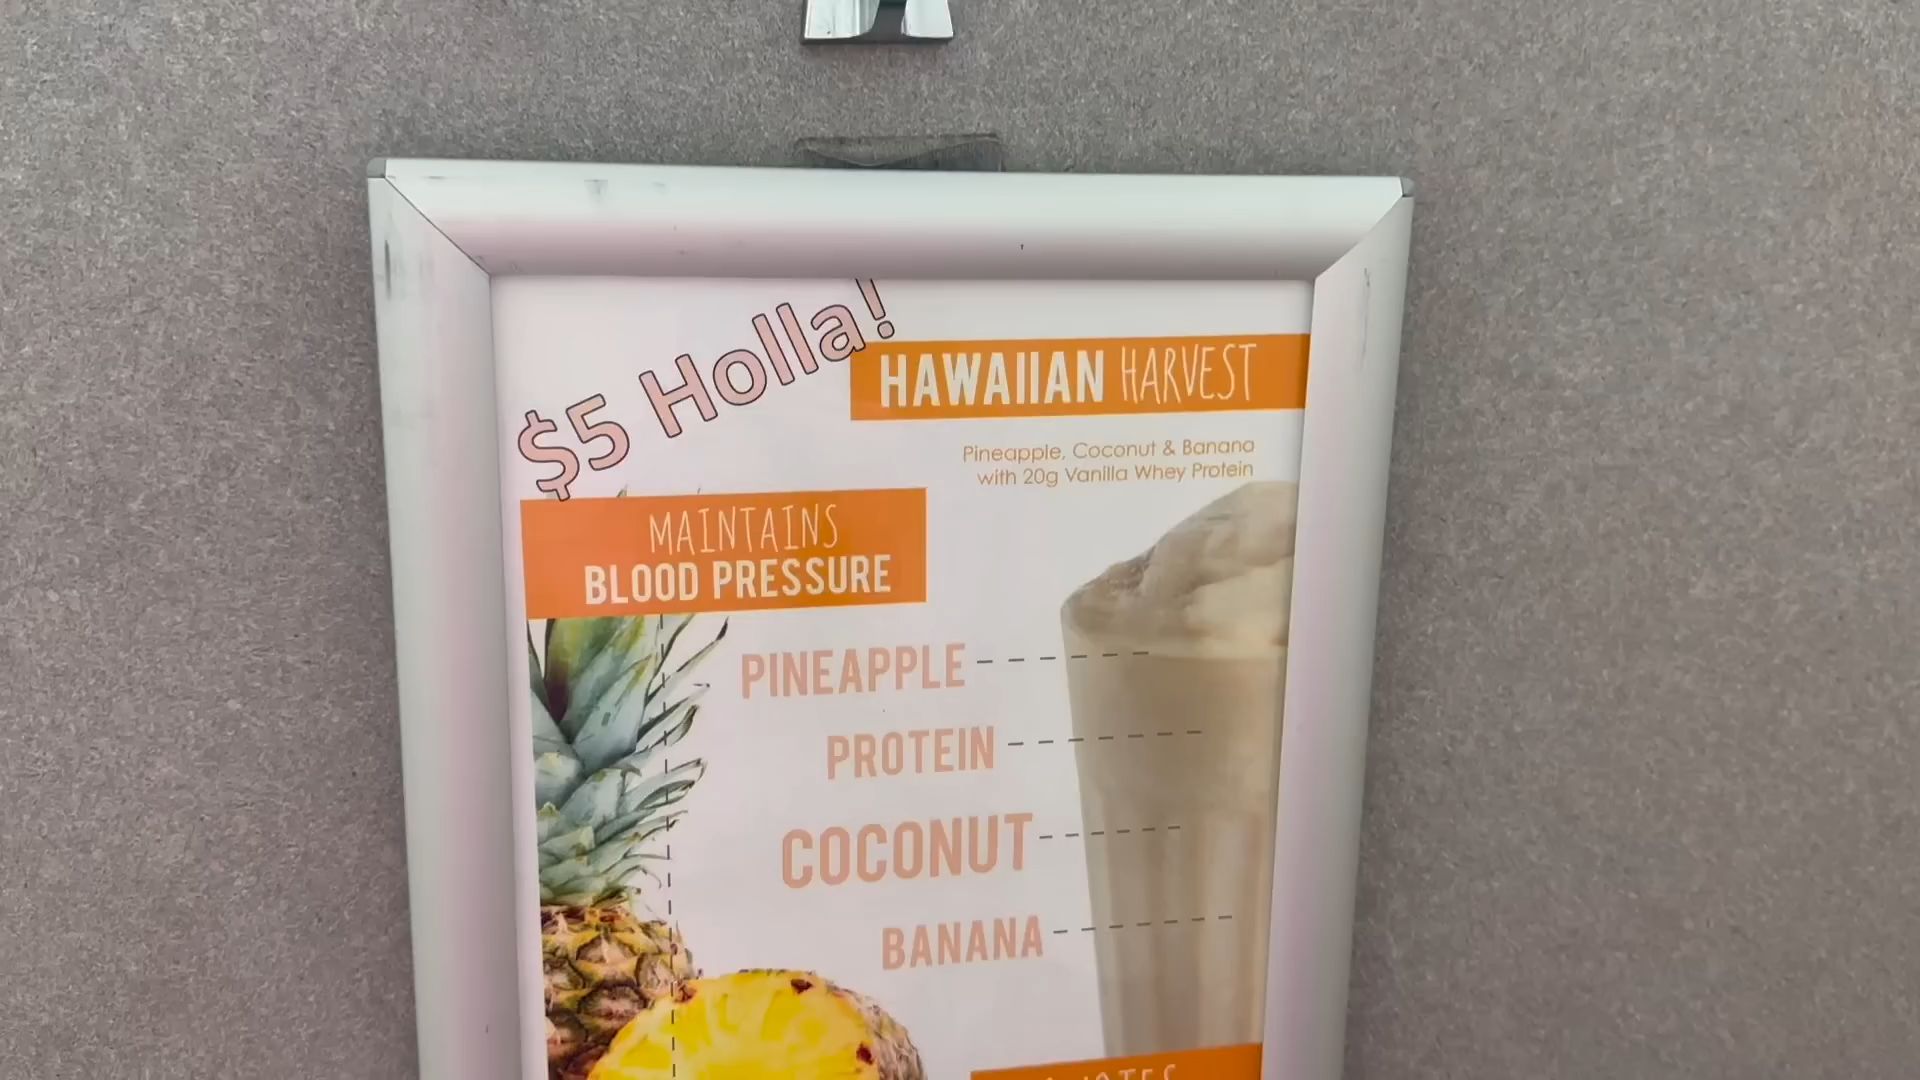 $5 Holla!
HAWAIIAN HARVEST
Pineapple, Coconut & Banana
with 20g Vanilla Whey Protein
MAINTAINS
BLOOD PRESSURE
PINEAPPLE
PROTEIN
COCONUT
BANANA